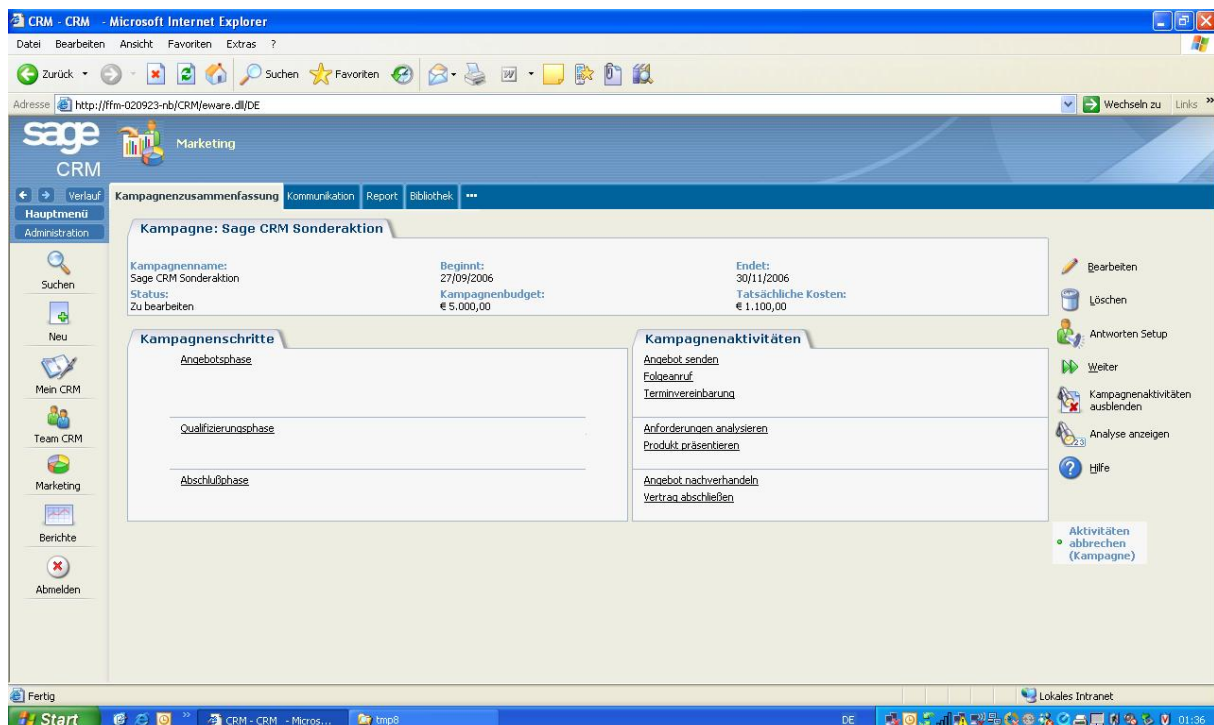 CRM - CRM - Microsoft Internet Explorer
Datei Bearbeiten Ansicht Favoriten Extras ?
Zurück Suchen Favoriten
Adresse http://ffm-020923-nb/CRM/eware.dll/DE Wechseln zu Links »
sage
CRM
Marketing
Verlauf
Kampagnenzusammenfassung Kommunikation Report Bibliothek •••
Hauptmenü
Administration
Suchen
Neu
Mein CRM
Team CRM
Marketing
Berichte
Abmelden
Kampagne: Sage CRM Sonderaktion
Kampagnenname: Beginnt: Endet:
Sage CRM Sonderaktion 27/09/2006 30/11/2006
Status: Kampagnenbudget: Tatsächliche Kosten:
Zu bearbeiten € 5.000,00 € 1.100,00
Kampagnenschritte
Angebotsphase
Qualifizierungsphase
Abschlußphase
Kampagnenaktivitäten
Angebot senden
Folgeanruf
Terminvereinbarung
Anforderungen analysieren
Produkt präsentieren
Angebot nachverhandeln
Vertrag abschließen
Bearbeiten
Löschen
Antworten Setup
Weiter
Kampagnenaktivitäten
ausblenden
Analyse anzeigen
Hilfe
Aktivitäten
abbrechen
(Kampagne)
Fertig Lokales Intranet
Start » CRM - CRM - Micros... tmp8 DE 01:36